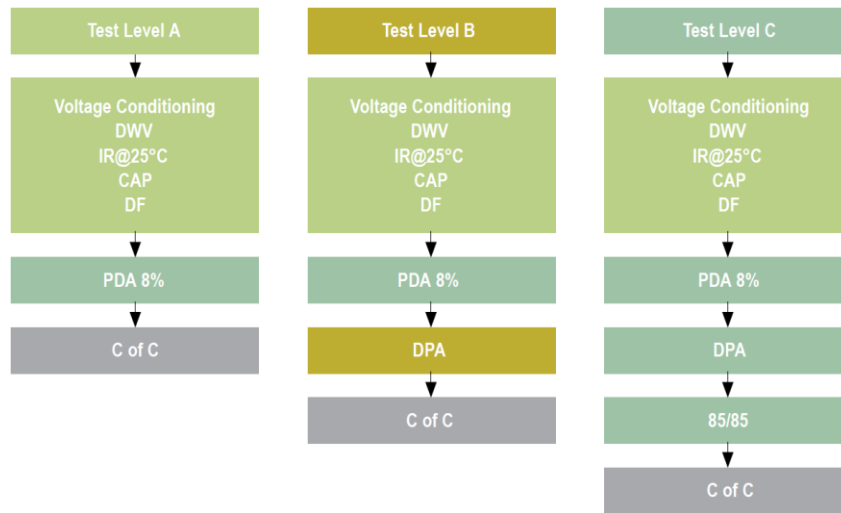 Test Level A
Voltage Conditioning
DWV
IR@25°C
CAP
DF
PDA 8%
C of C
Test Level B
Voltage Conditioning
DWV
IR@25°C
CAP
DF
PDA 8%
DPA
C of C
Test Level C
Voltage Conditioning
DWV
IR@25°C
CAP
DF
PDA 8%
DPA
85/85
C of C